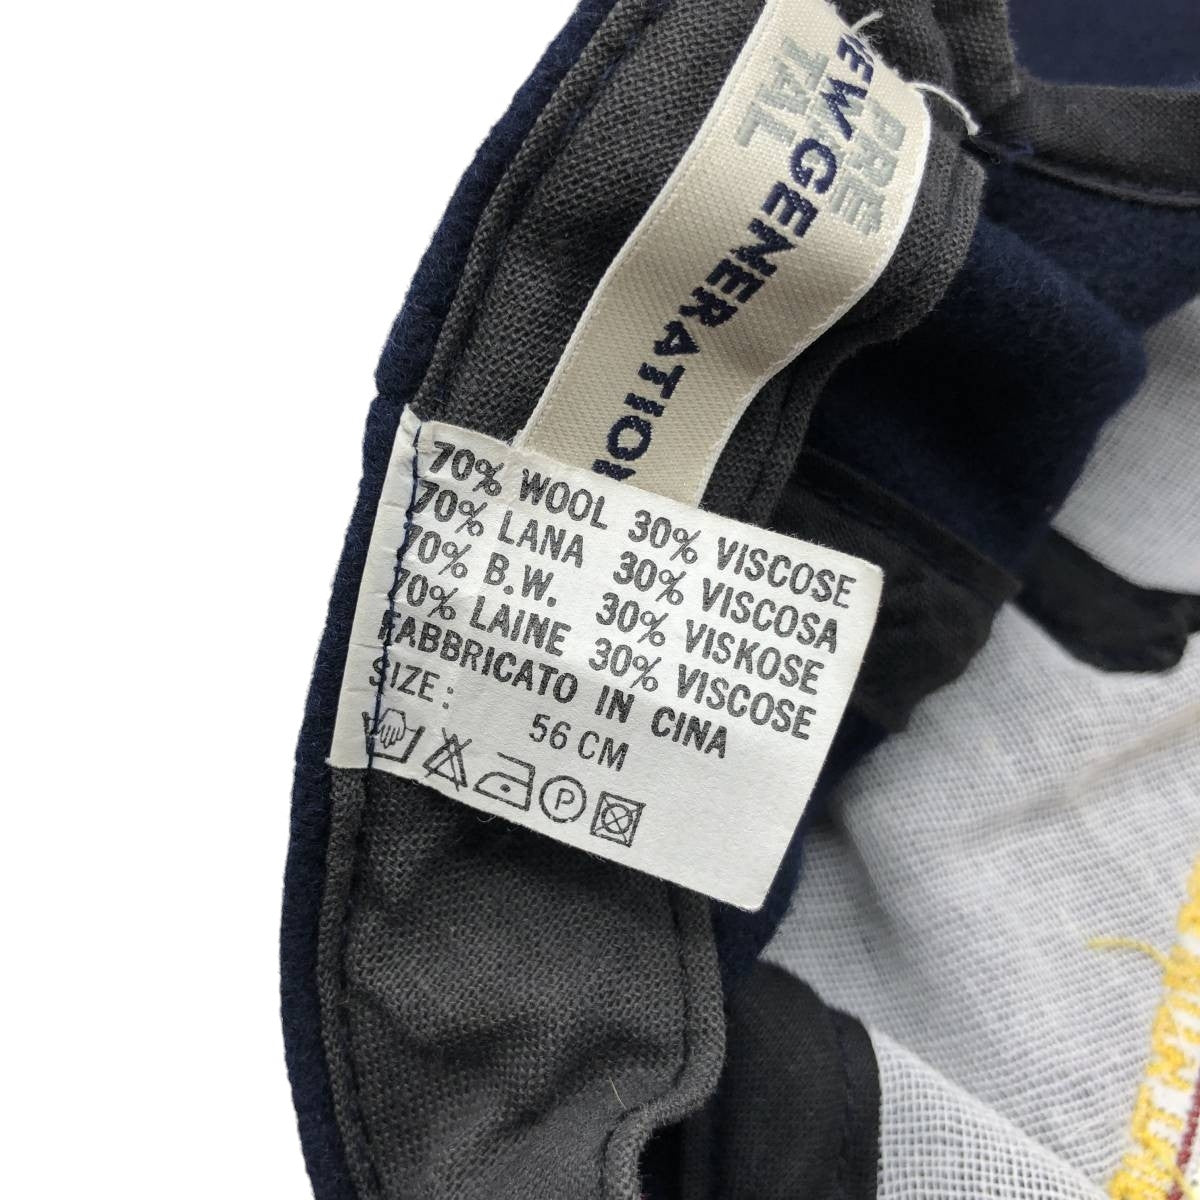 PRE
TAL
NEW GENERATION
70% WOOL 30% VISCOSE
70% LANA 30% VISCOSA
70% B.W. 30% VISKOSE
70% LAINE 30% VISCOSE
FABBRICATO IN CINA
SIZE: 56 CM
P